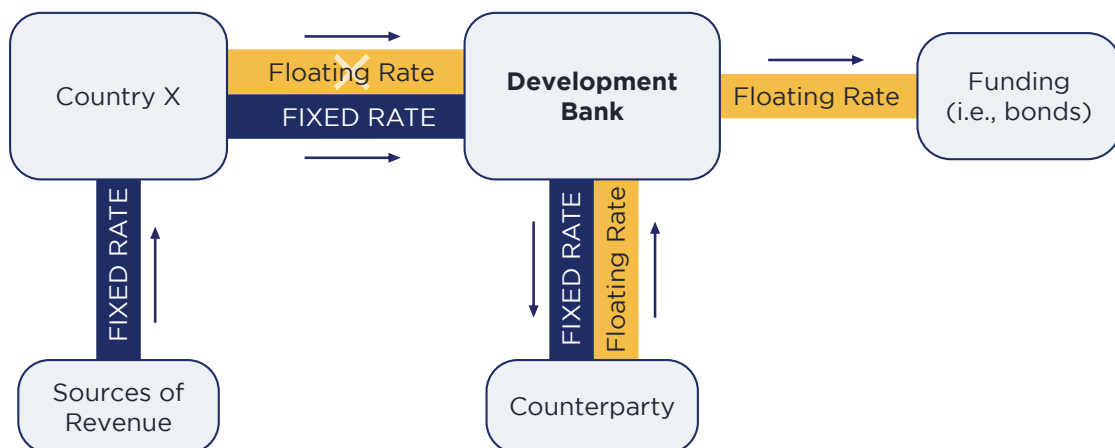 Country X
Floating Rate
FIXED RATE
Development
Bank
Floating Rate
Funding
(i.e., bonds)
FIXED RATE
FIXED RATE
Floating Rate
Sources of
Revenue
Counterparty